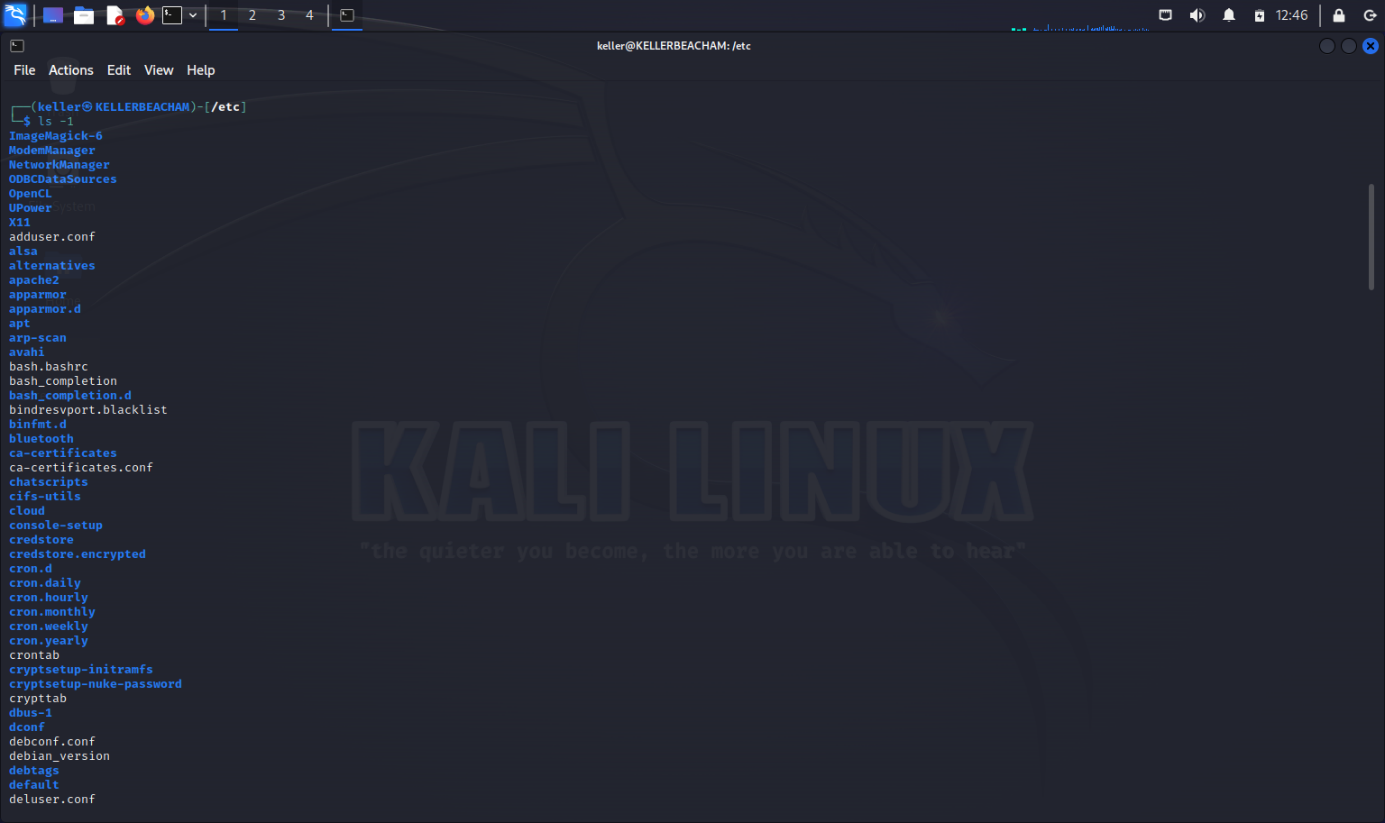 1 2 3 4 12:46
keller@KELLERBEACHAM: /etc
File Actions Edit View Help
┌──(keller㉿KELLERBEACHAM)-[/etc]
└─$ ls -1
ImageMagick-6
ModemManager
NetworkManager
ODBCDataSources
OpenCL
UPower
X11
adduser.conf
alsa
alternatives
apache2
apparmor
apparmor.d
apt
arp-scan
avahi
bash.bashrc
bash_completion
bash_completion.d
bindresvport.blacklist
binfmt.d
bluetooth
ca-certificates
ca-certificates.conf
chatscripts
cifs-utils
cloud
console-setup
credstore
credstore.encrypted
cron.d
cron.daily
cron.hourly
cron.monthly
cron.weekly
cron.yearly
crontab
cryptsetup-initramfs
cryptsetup-nuke-password
crypttab
dbus-1
dconf
debconf.conf
debian_version
debtags
default
deluser.conf
KALI LINUX
"the quieter you become, the more you are able to hear"